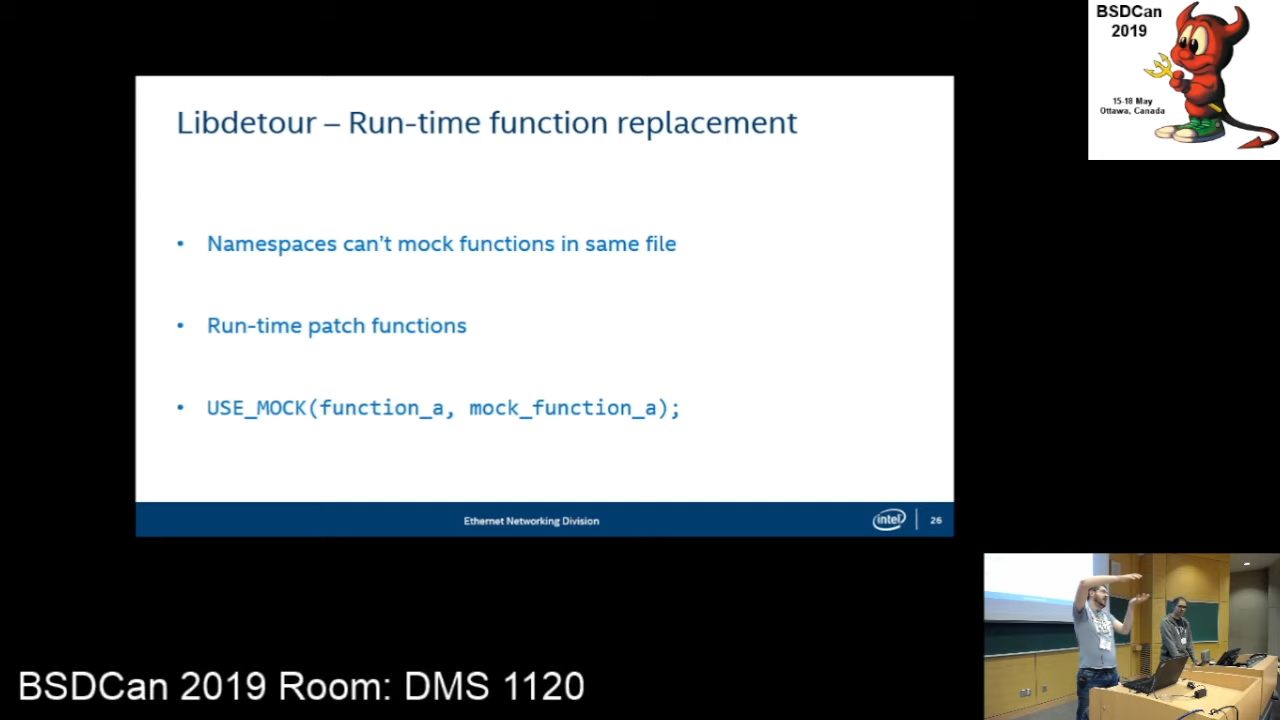 BSDCan
2019
15-18 May
Ottawa, Canada
Libdetour – Run-time function replacement
• Namespaces can’t mock functions in same file
• Run-time patch functions
• USE_MOCK(function_a, mock_function_a);
Ethernet Networking Division
intel
26
BSDCan 2019 Room: DMS 1120